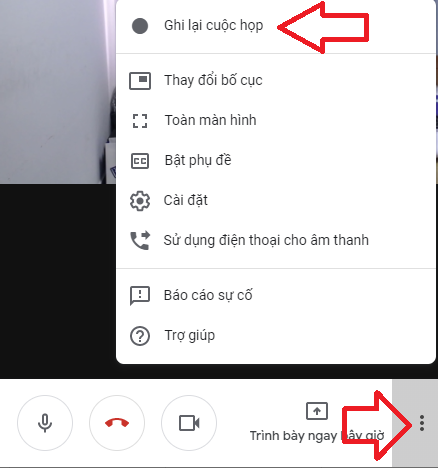 Ghi lại cuộc họp
Thay đổi bố cục
Toàn màn hình
CC
Bật phụ đề
Cài đặt
Sử dụng điện thoại cho âm thanh
Báo cáo sự cố
Trợ giúp
Trình bày ngay bây giờ